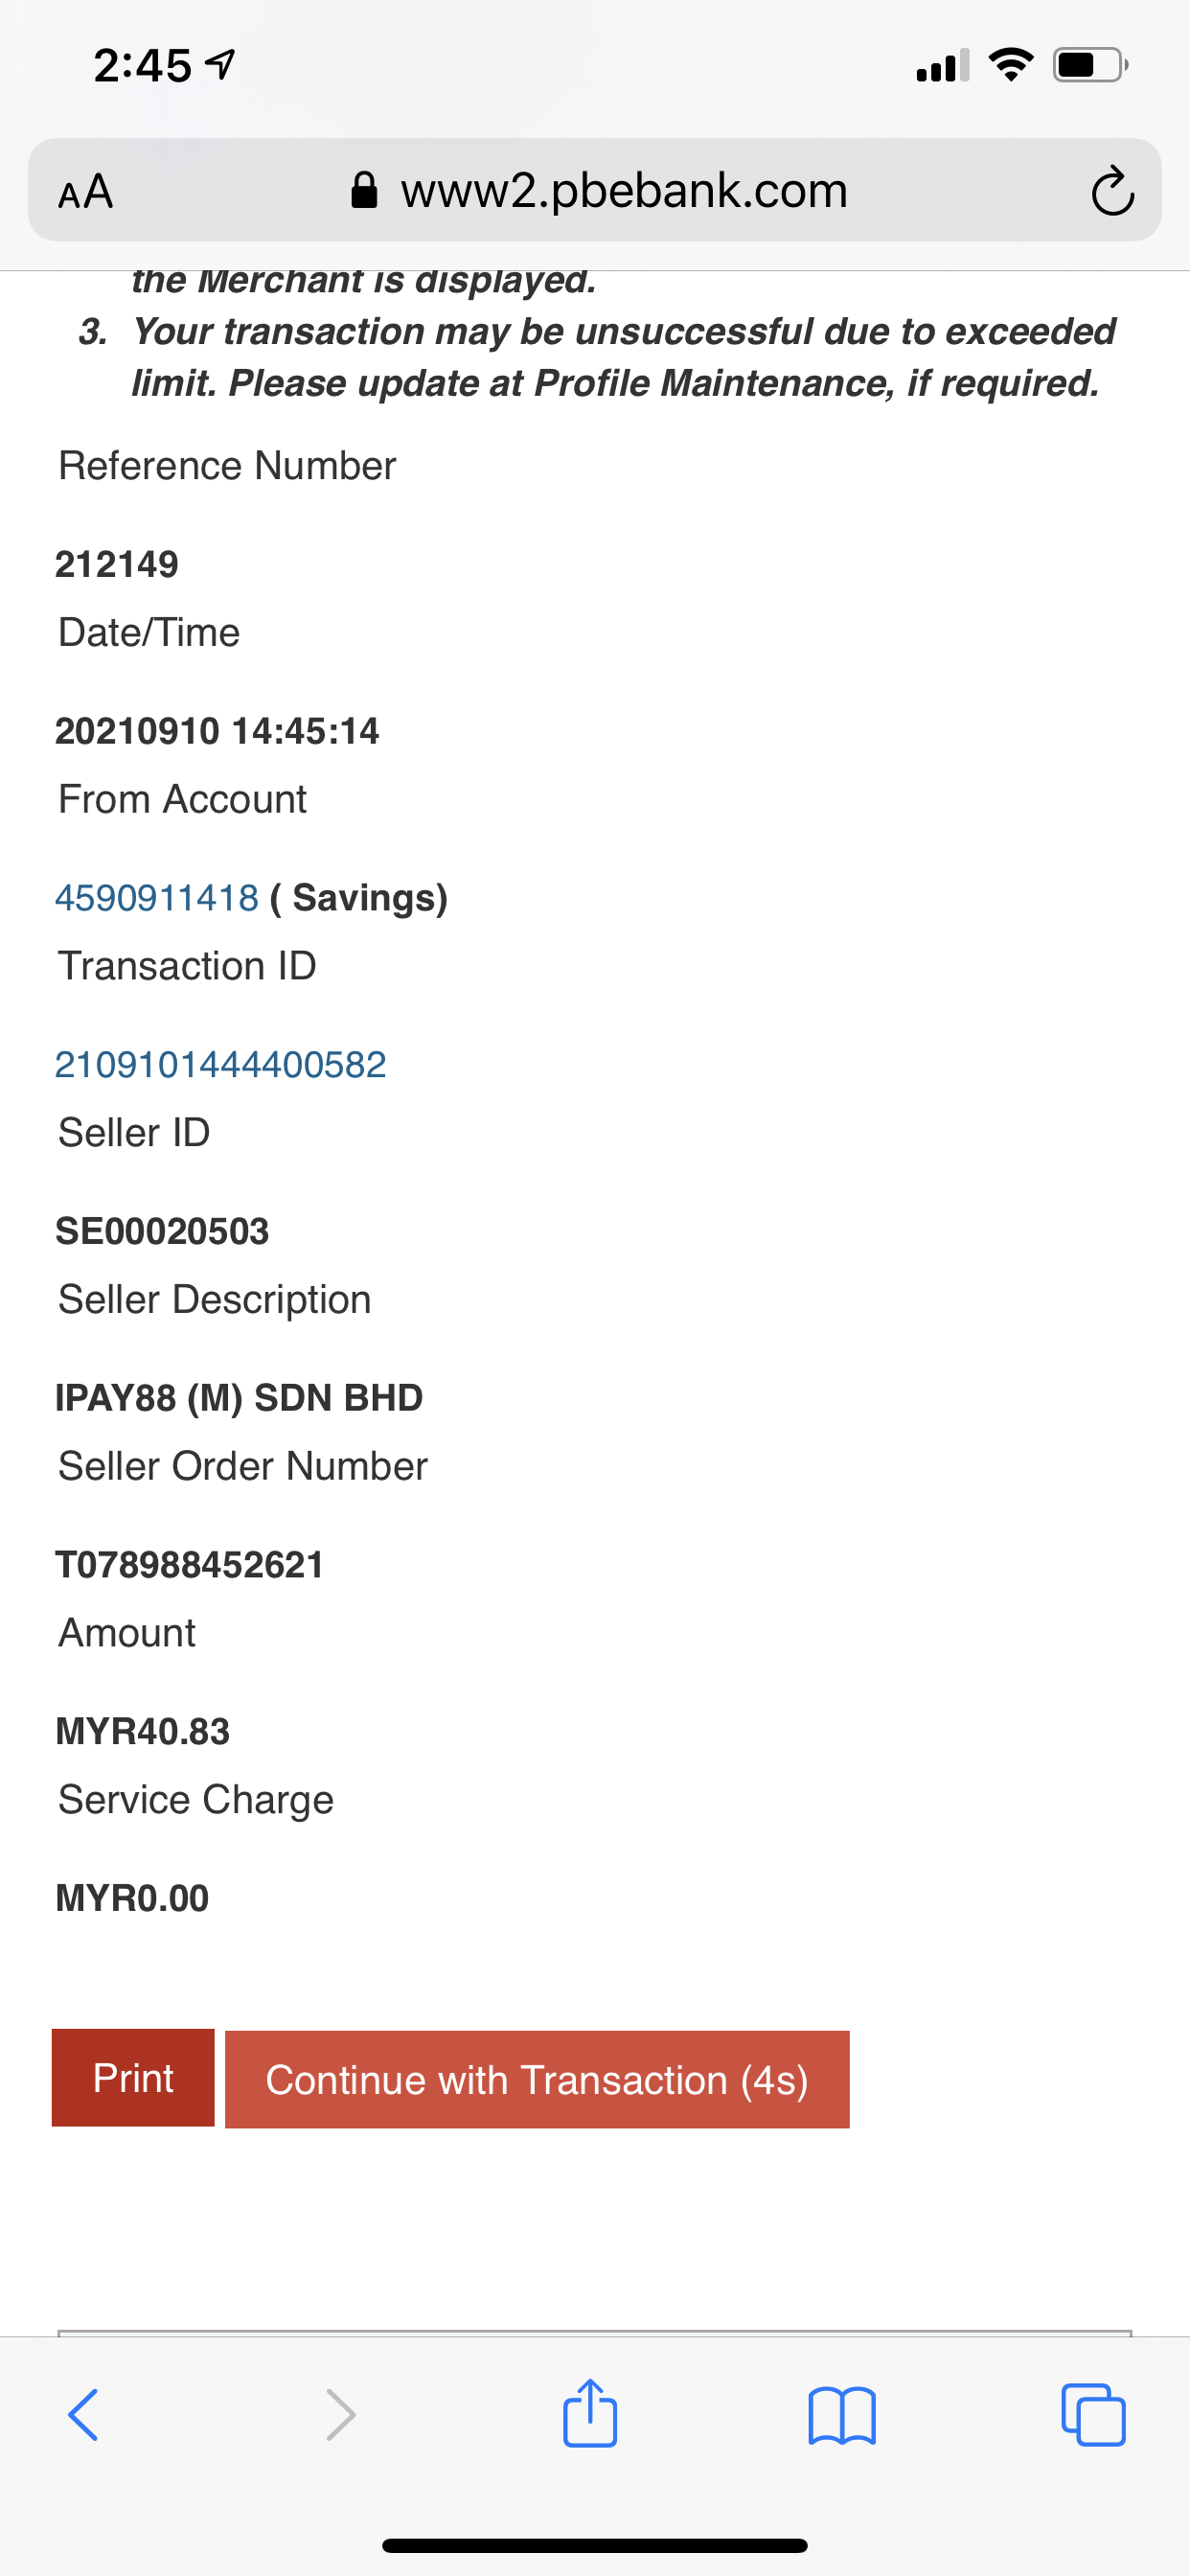 2:45
AA www2.pbebank.com
the Merchant is displayed.
3. Your transaction may be unsuccessful due to exceeded
limit. Please update at Profile Maintenance, if required.
Reference Number
212149
Date/Time
20210910 14:45:14
From Account
4590911418 ( Savings)
Transaction ID
2109101444400582
Seller ID
SE00020503
Seller Description
IPAY88 (M) SDN BHD
Seller Order Number
T078988452621
Amount
MYR40.83
Service Charge
MYR0.00
Print Continue with Transaction (4s)